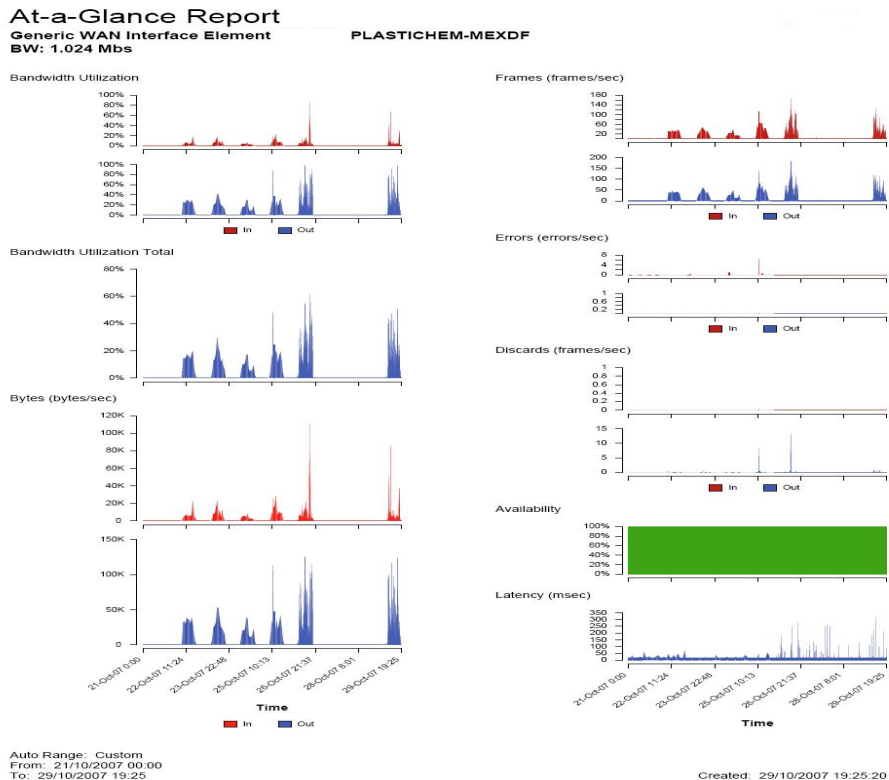 At-a-Glance Report
Generic WAN Interface Element PLASTICHEM-MEXDF
BW: 1.024 Mbs
Bandwidth Utilization
100%
80%
60%
40%
20%
0%
100%
80%
60%
40%
20%
0%
In Out
Bandwidth Utilization Total
80%
60%
40%
20%
0%
Bytes (bytes/sec)
120K
100K
80K
60K
40K
20K
0
150K
100K
50K
0
21-Oct-07 0:00
22-Oct-07 11:24
23-Oct-07 22:48
25-Oct-07 10:13
26-Oct-07 21:37
28-Oct-07 8:01
29-Oct-07 19:25
Time
In Out
Frames (frames/sec)
180
140
100
60
20
200
150
100
50
0
In Out
Errors (errors/sec)
8
4
0
1
0.6
0.2
In Out
Discards (frames/sec)
1
0.8
0.6
0.4
0.2
0
15
10
5
0
In Out
Availability
100%
80%
60%
40%
20%
0%
Latency (msec)
350
300
250
200
150
100
50
0
21-Oct-07 0:00
22-Oct-07 11:24
23-Oct-07 22:48
25-Oct-07 10:13
26-Oct-07 21:37
28-Oct-07 8:01
29-Oct-07 19:25
Time
Auto Range: Custom
From: 21/10/2007 00:00
To: 29/10/2007 19:25
Created: 29/10/2007 19:25:20